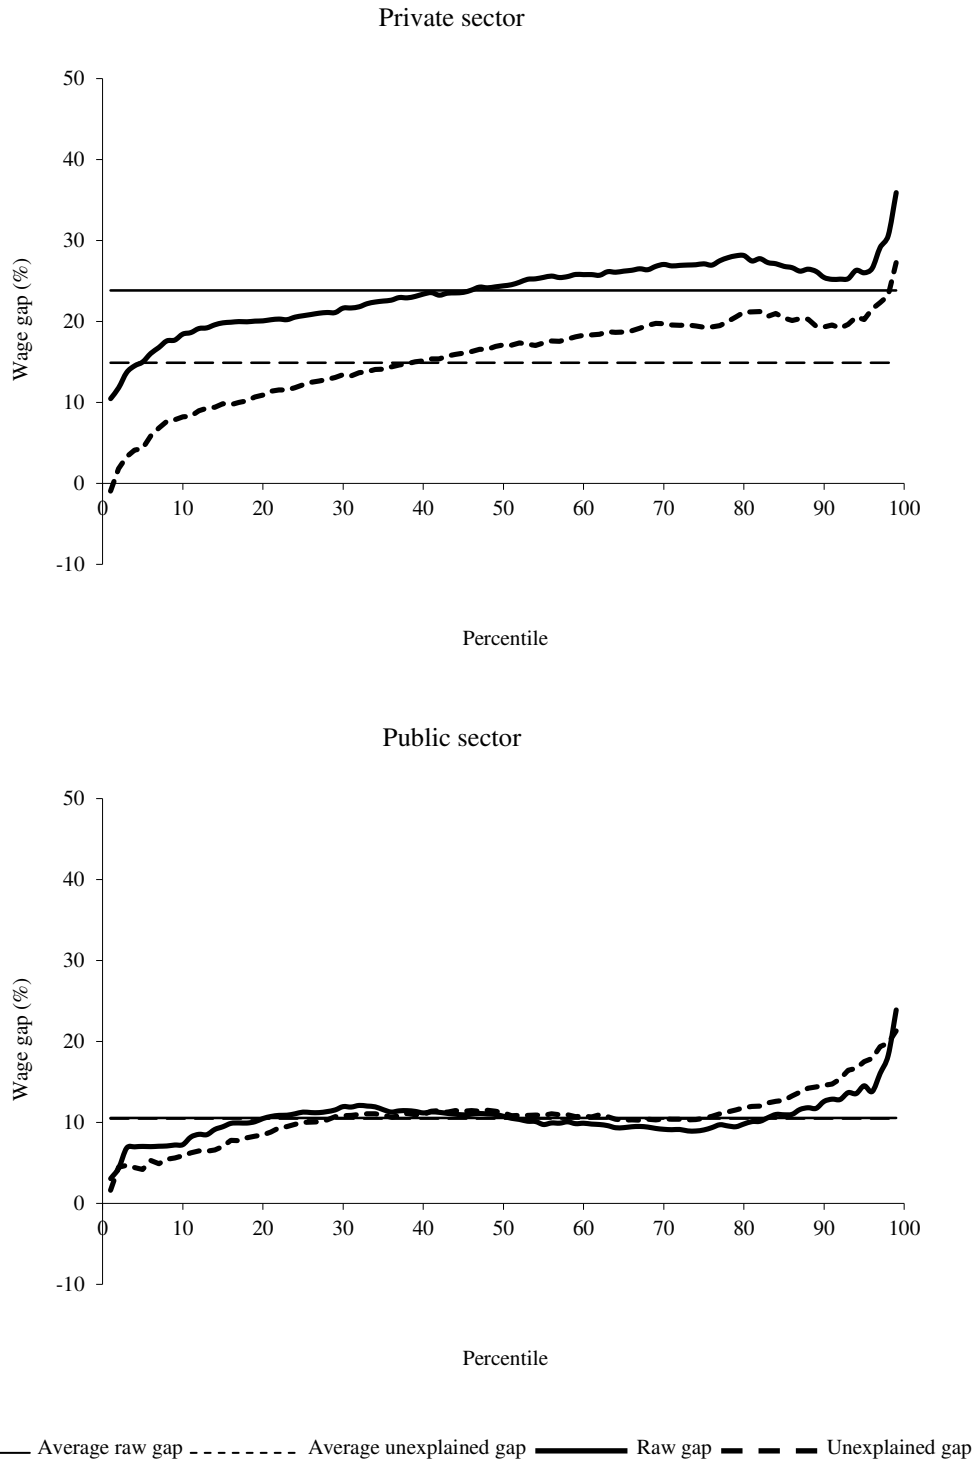 Private sector
50
40
30
20
10
0
-10
Wage gap (%)
0 10 20 30 40 50 60 70 80 90 100
Percentile
Public sector
50
40
30
20
10
0
-10
Wage gap (%)
0 10 20 30 40 50 60 70 80 90 100
Percentile
Average raw gap Average unexplained gap Raw gap Unexplained gap